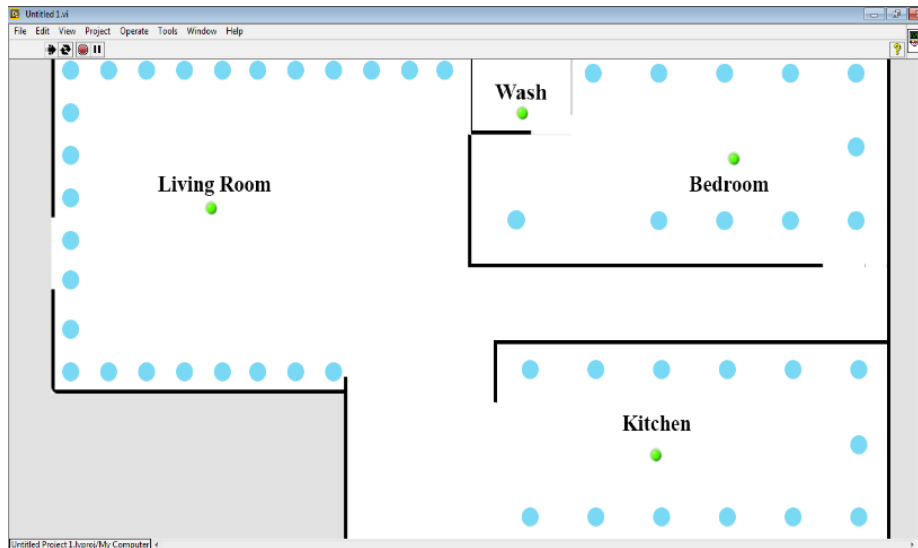 Untitled 1.vi
File Edit View Project Operate Tools Window Help
Wash
Living Room
Bedroom
Kitchen
Untitled Project 1.lvproj/My Computer